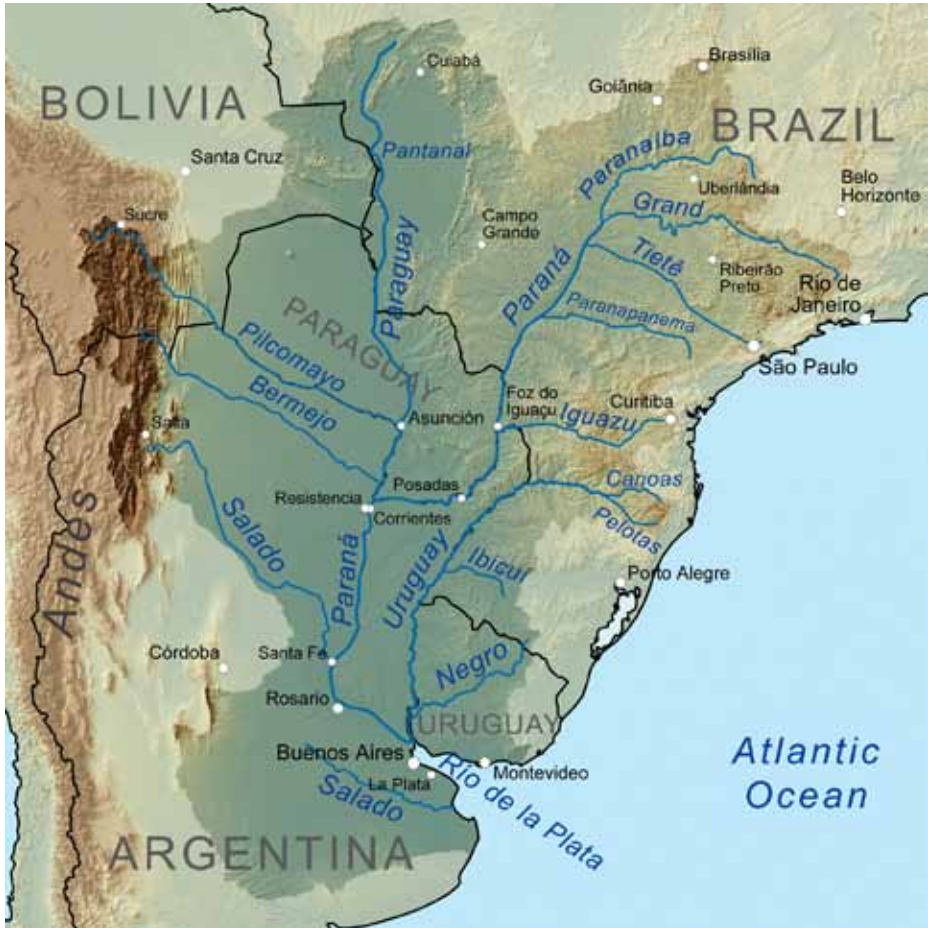 Cuiabá
Brasília
Goiânia
BOLIVIA
BRAZIL
Santa Cruz
Pantanal
Paranaíba
Uberlândia
Belo
Horizonte
Sucre
Campo
Grande
Grand
Paraguay
Paraná
Tieté
Ribeirão
Preto
Río de
Janeiro
PARAGUAY
Paranapanema
Pilcomayo
São Paulo
Bermejo
Asunción
Foz do
Iguaçu
Iguazu
Curitiba
Salta
Posadas
Canoas
Resistencia
Corrientes
Pelotas
Salado
Andes
Paraná
Uruguay
Ibicuí
Porto Alegre
Córdoba
Santa Fe
Negro
Rosario
URUGUAY
Buenos Aires
Montevideo
La Plata
Río de la Plata
Salado
Atlantic
Ocean
ARGENTINA